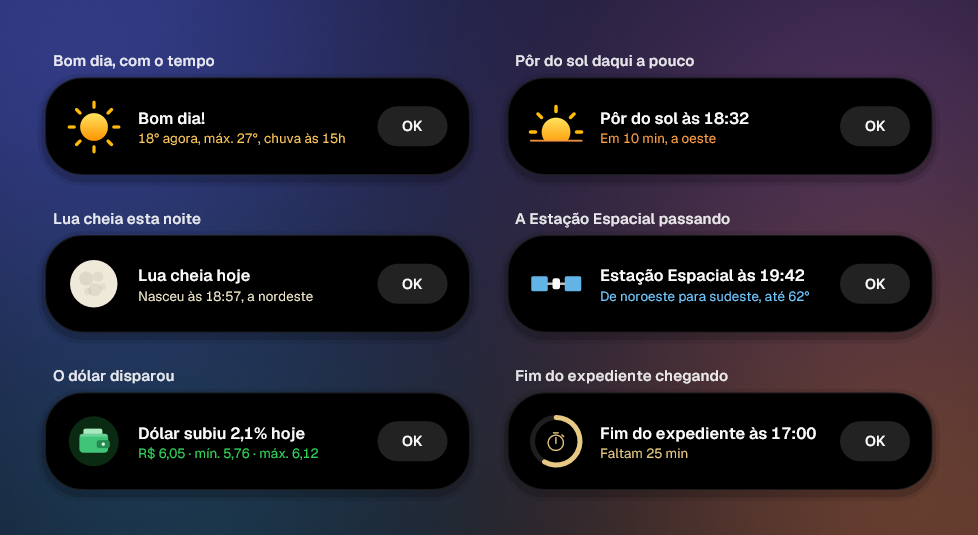 Bom dia, com o tempo
Bom dia!
18° agora, máx. 27°, chuva às 15h
OK
Pôr do sol daqui a pouco
Pôr do sol às 18:32
Em 10 min, a oeste
OK
Lua cheia esta noite
Lua cheia hoje
Nasceu às 18:57, a nordeste
OK
A Estação Espacial passando
Estação Espacial às 19:42
De noroeste para sudeste, até 62°
OK
O dólar disparou
Dólar subiu 2,1% hoje
R$ 6,05 · mín. 5,76 · máx. 6,12
OK
Fim do expediente chegando
Fim do expediente às 17:00
Faltam 25 min
OK